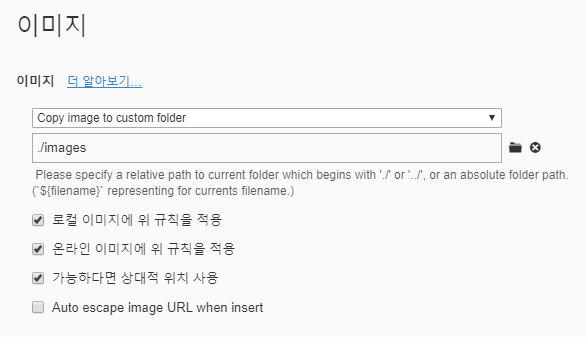 이미지
이미지 더 알아보기...
Copy image to custom folder
./images
Please specify a relative path to current folder which begins with './' or '../', or an absolute folder path.
(`${filename}` representing for currents filename.)
로컬 이미지에 위 규칙을 적용
온라인 이미지에 위 규칙을 적용
가능하다면 상대적 위치 사용
Auto escape image URL when insert